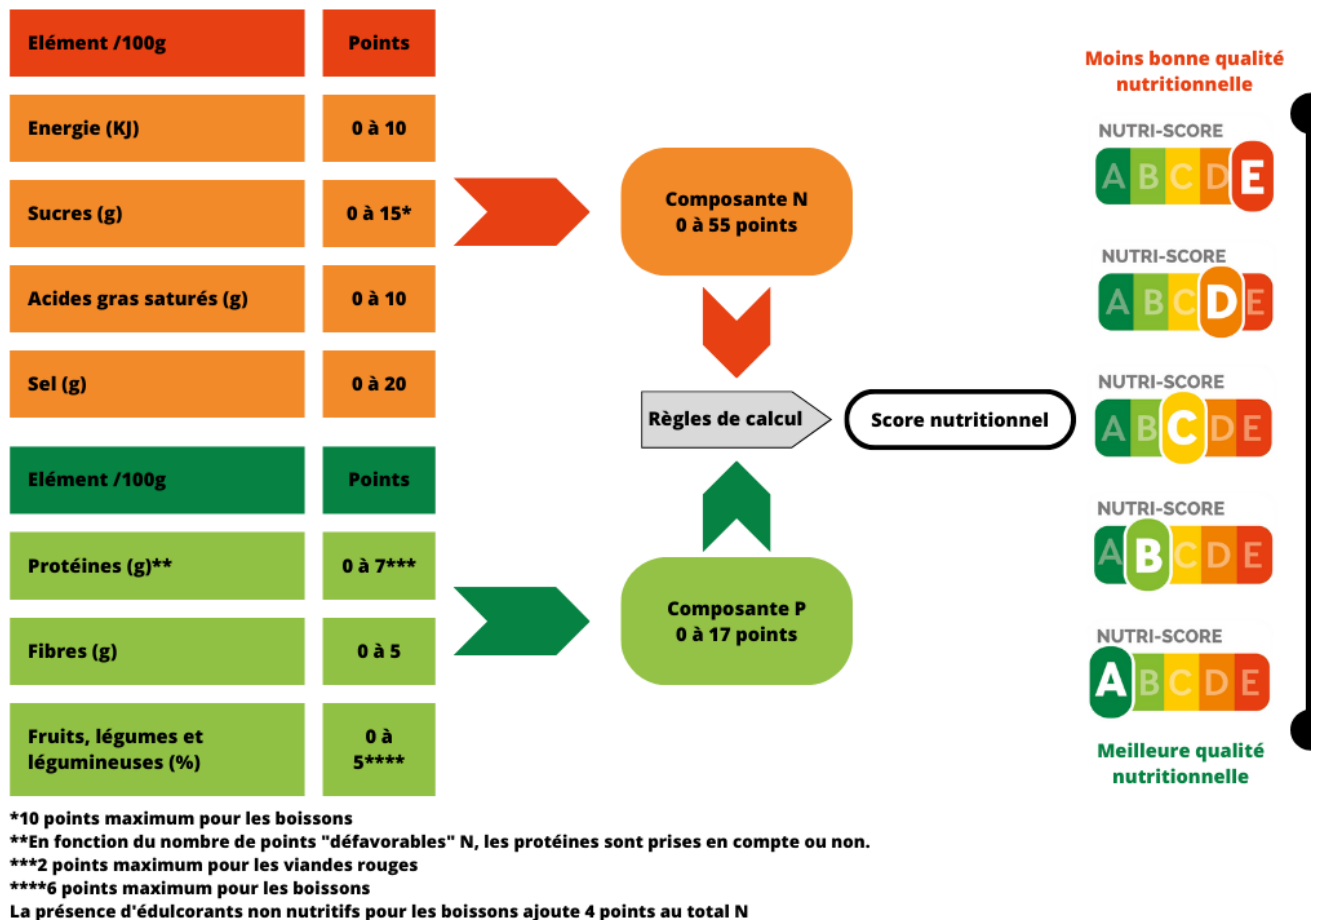 Elément /100g
Points
Energie (KJ)
0 à 10
Sucres (g)
0 à 15*
Acides gras saturés (g)
0 à 10
Sel (g)
0 à 20
Elément /100g
Points
Protéines (g)**
0 à 7***
Fibres (g)
0 à 5
Fruits, légumes et
légumineuses (%)
0 à
5****
Composante N
0 à 55 points
Règles de calcul
Score nutritionnel
Composante P
0 à 17 points
Moins bonne qualité
nutritionnelle
NUTRI-SCORE
A B C D E
NUTRI-SCORE
A B C D E
NUTRI-SCORE
A B C D E
NUTRI-SCORE
A B C D E
NUTRI-SCORE
A B C D E
Meilleure qualité
nutritionnelle
*10 points maximum pour les boissons
**En fonction du nombre de points "défavorables" N, les protéines sont prises en compte ou non.
***2 points maximum pour les viandes rouges
****6 points maximum pour les boissons
La présence d'édulcorants non nutritifs pour les boissons ajoute 4 points au total N